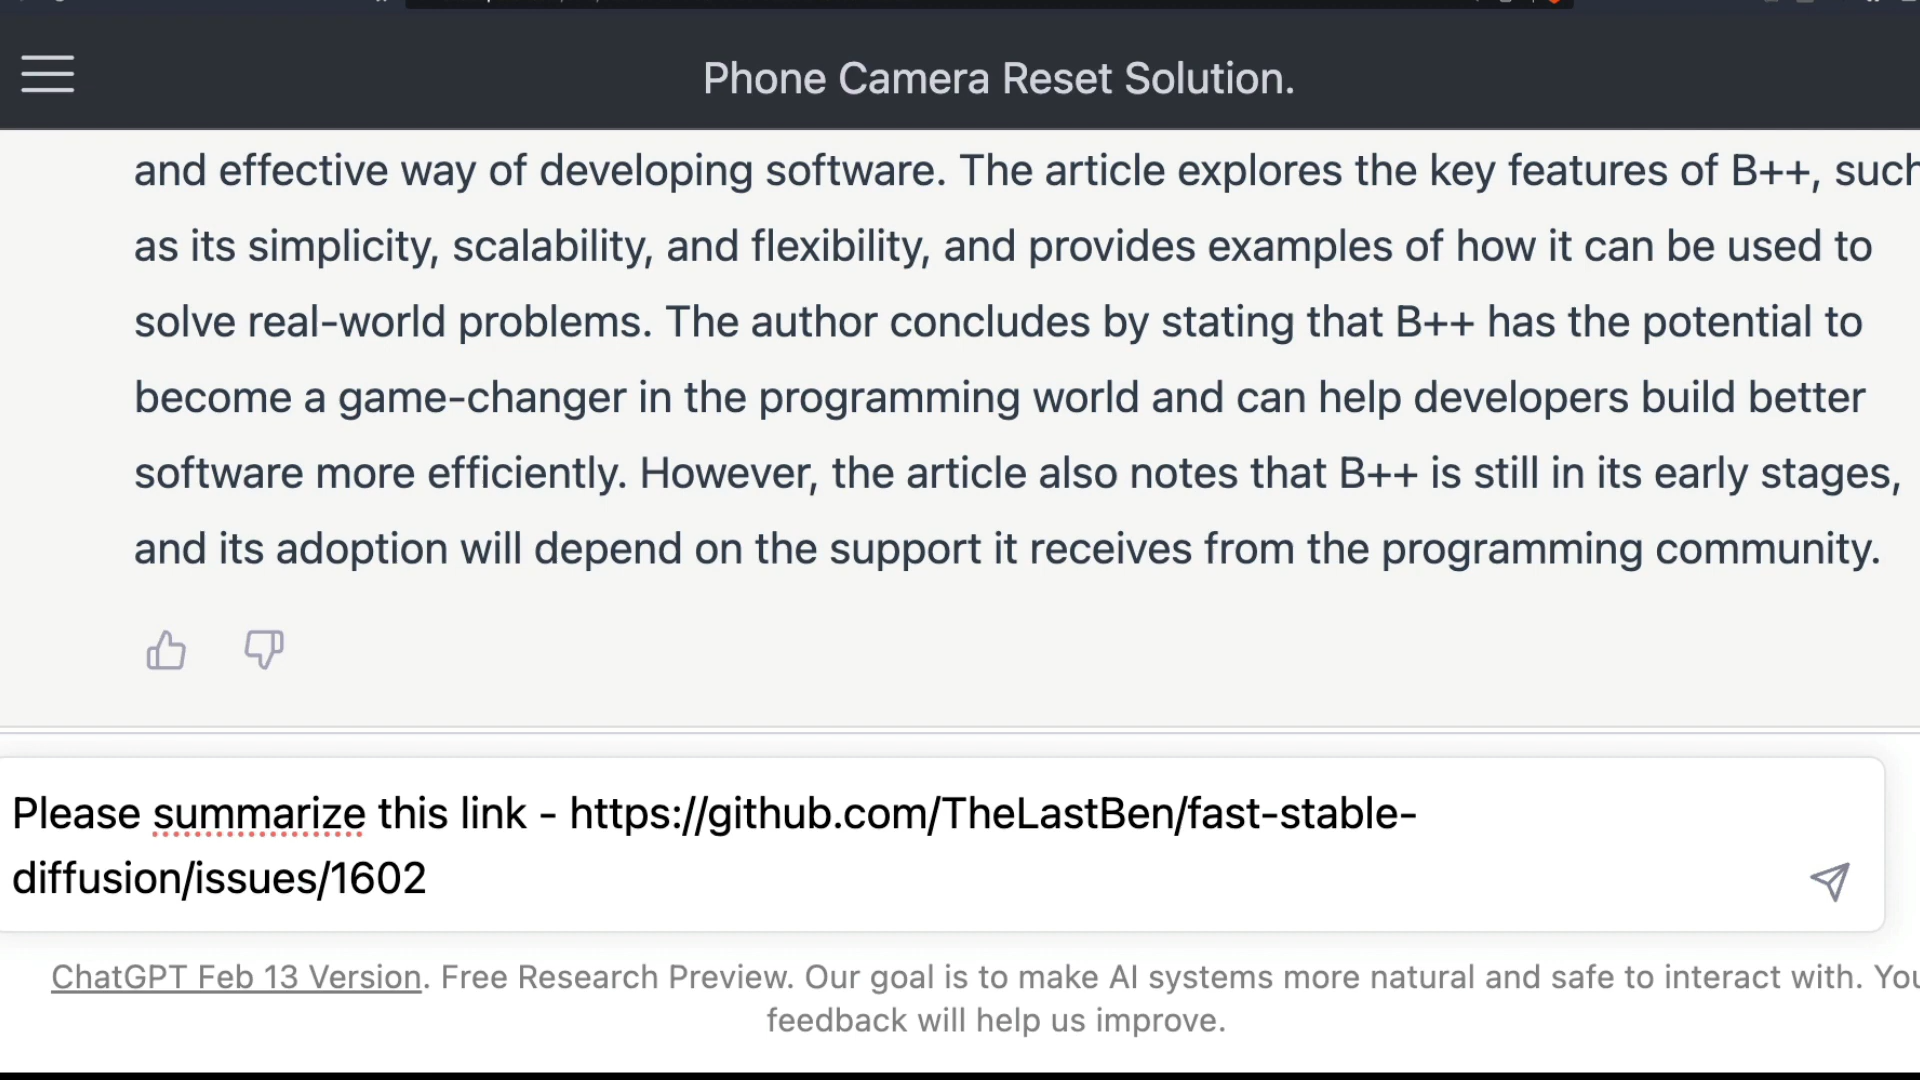 Phone Camera Reset Solution.
and effective way of developing software. The article explores the key features of B++, such
as its simplicity, scalability, and flexibility, and provides examples of how it can be used to
solve real-world problems. The author concludes by stating that B++ has the potential to
become a game-changer in the programming world and can help developers build better
software more efficiently. However, the article also notes that B++ is still in its early stages,
and its adoption will depend on the support it receives from the programming community.
Please summarize this link - https://github.com/TheLastBen/fast-stable-
diffusion/issues/1602
ChatGPT Feb 13 Version. Free Research Preview. Our goal is to make AI systems more natural and safe to interact with. You
feedback will help us improve.